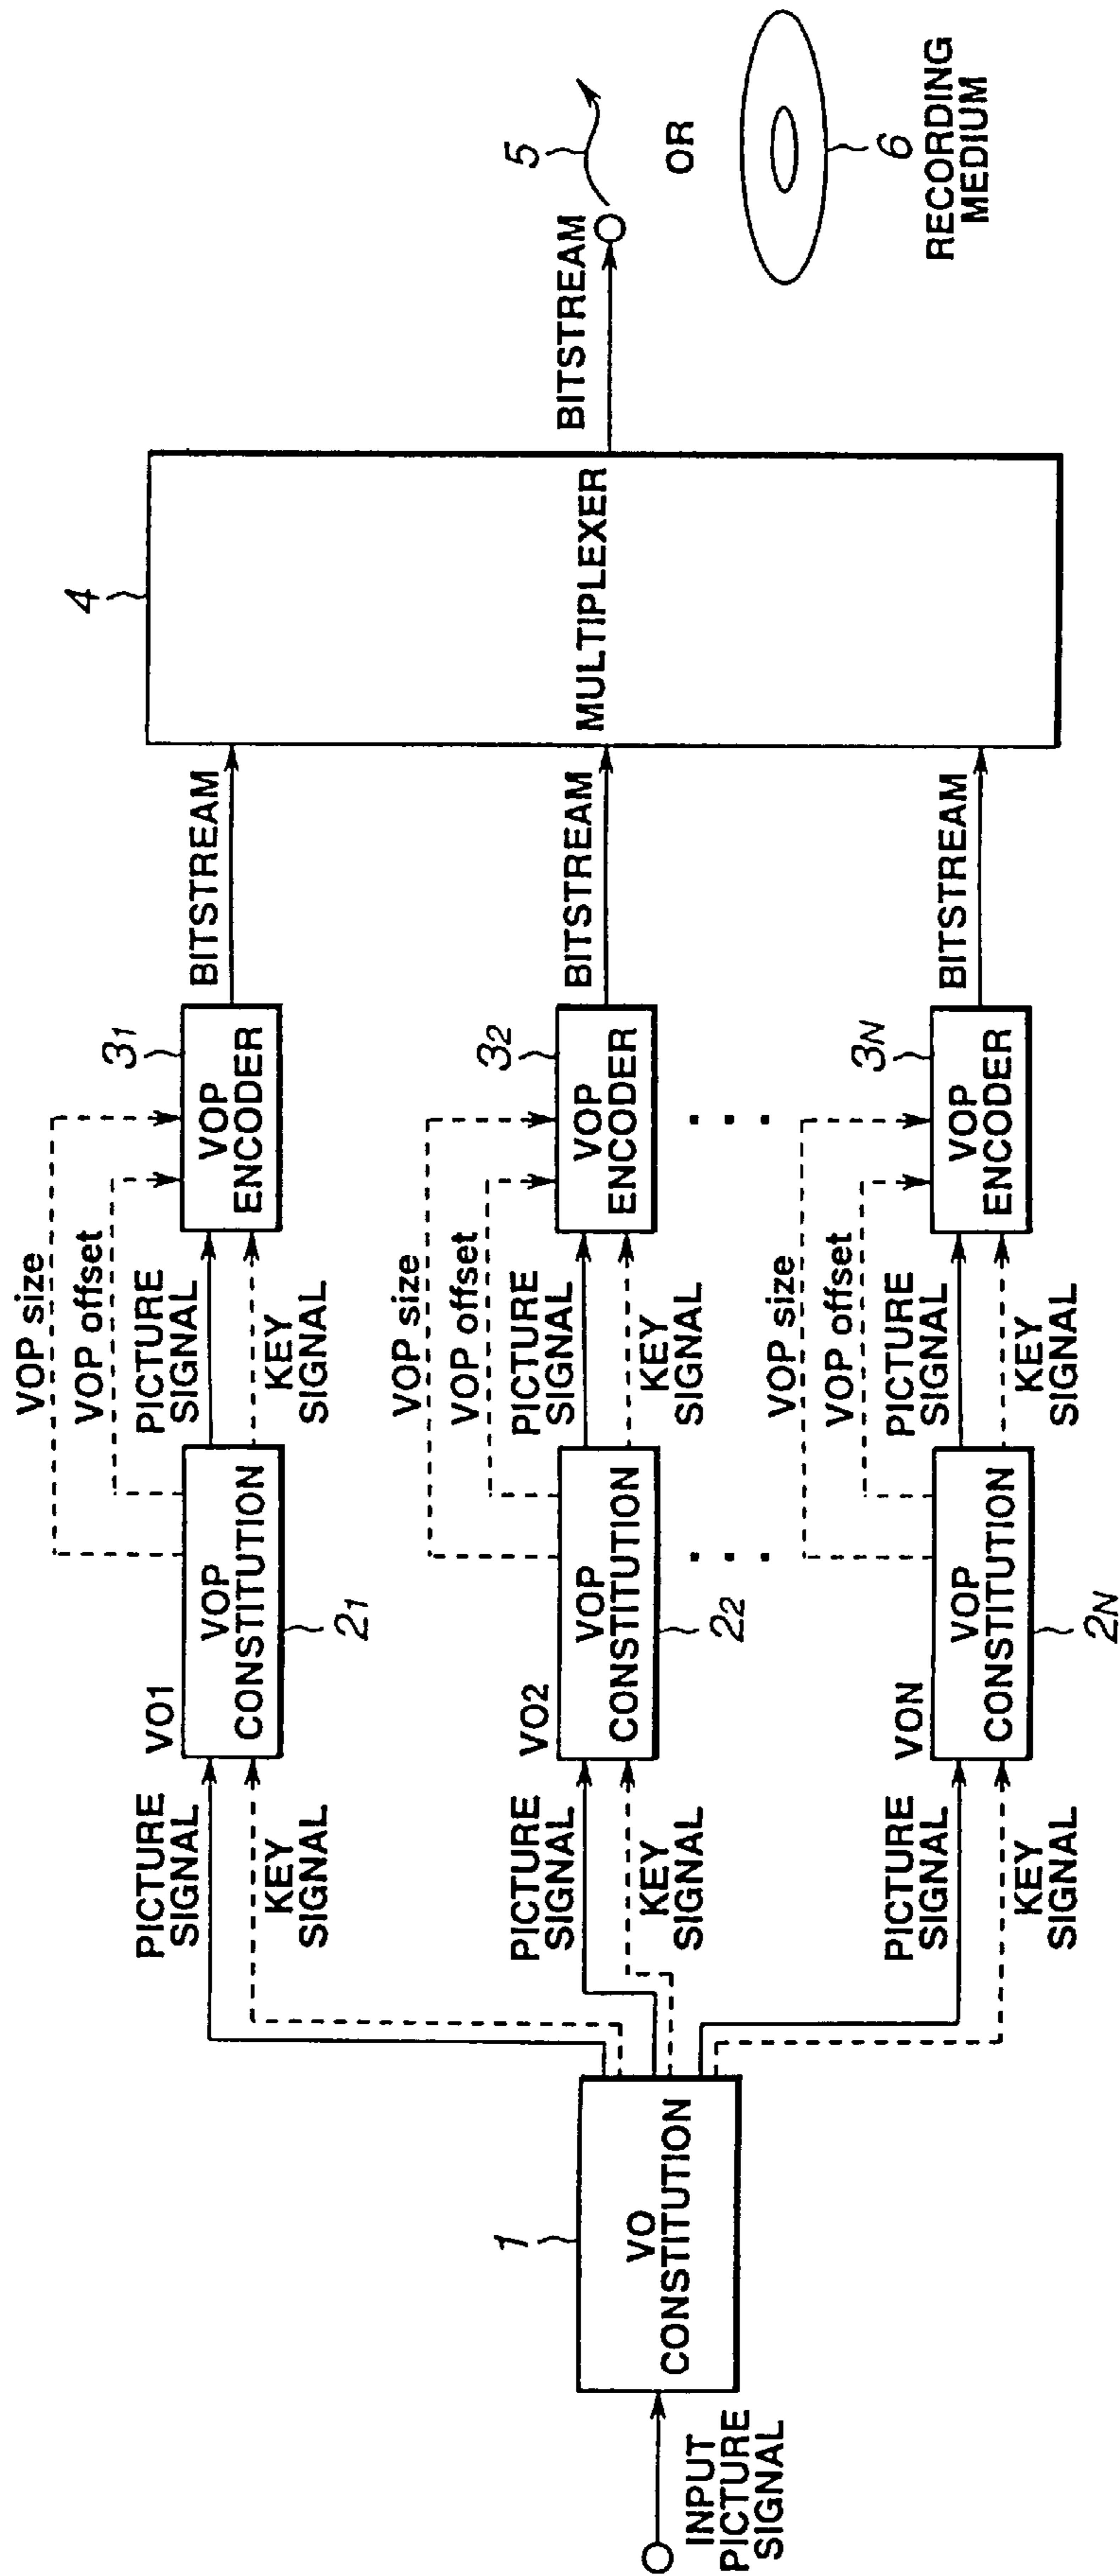 INPUT
PICTURE
SIGNAL
1
VO
CONSTITUTION
PICTURE
SIGNAL
KEY
SIGNAL
VO1
VOP
CONSTITUTION
21
VOP size
VOP offset
PICTURE
SIGNAL
KEY
SIGNAL
31
VOP
ENCODER
BITSTREAM
PICTURE
SIGNAL
KEY
SIGNAL
VO2
VOP
CONSTITUTION
22
VOP size
VOP offset
PICTURE
SIGNAL
KEY
SIGNAL
32
VOP
ENCODER
BITSTREAM
. . .
. . .
PICTURE
SIGNAL
KEY
SIGNAL
VON
VOP
CONSTITUTION
2N
VOP size
VOP offset
PICTURE
SIGNAL
KEY
SIGNAL
3N
VOP
ENCODER
BITSTREAM
4
MULTIPLEXER
BITSTREAM
5
OR
6
RECORDING
MEDIUM